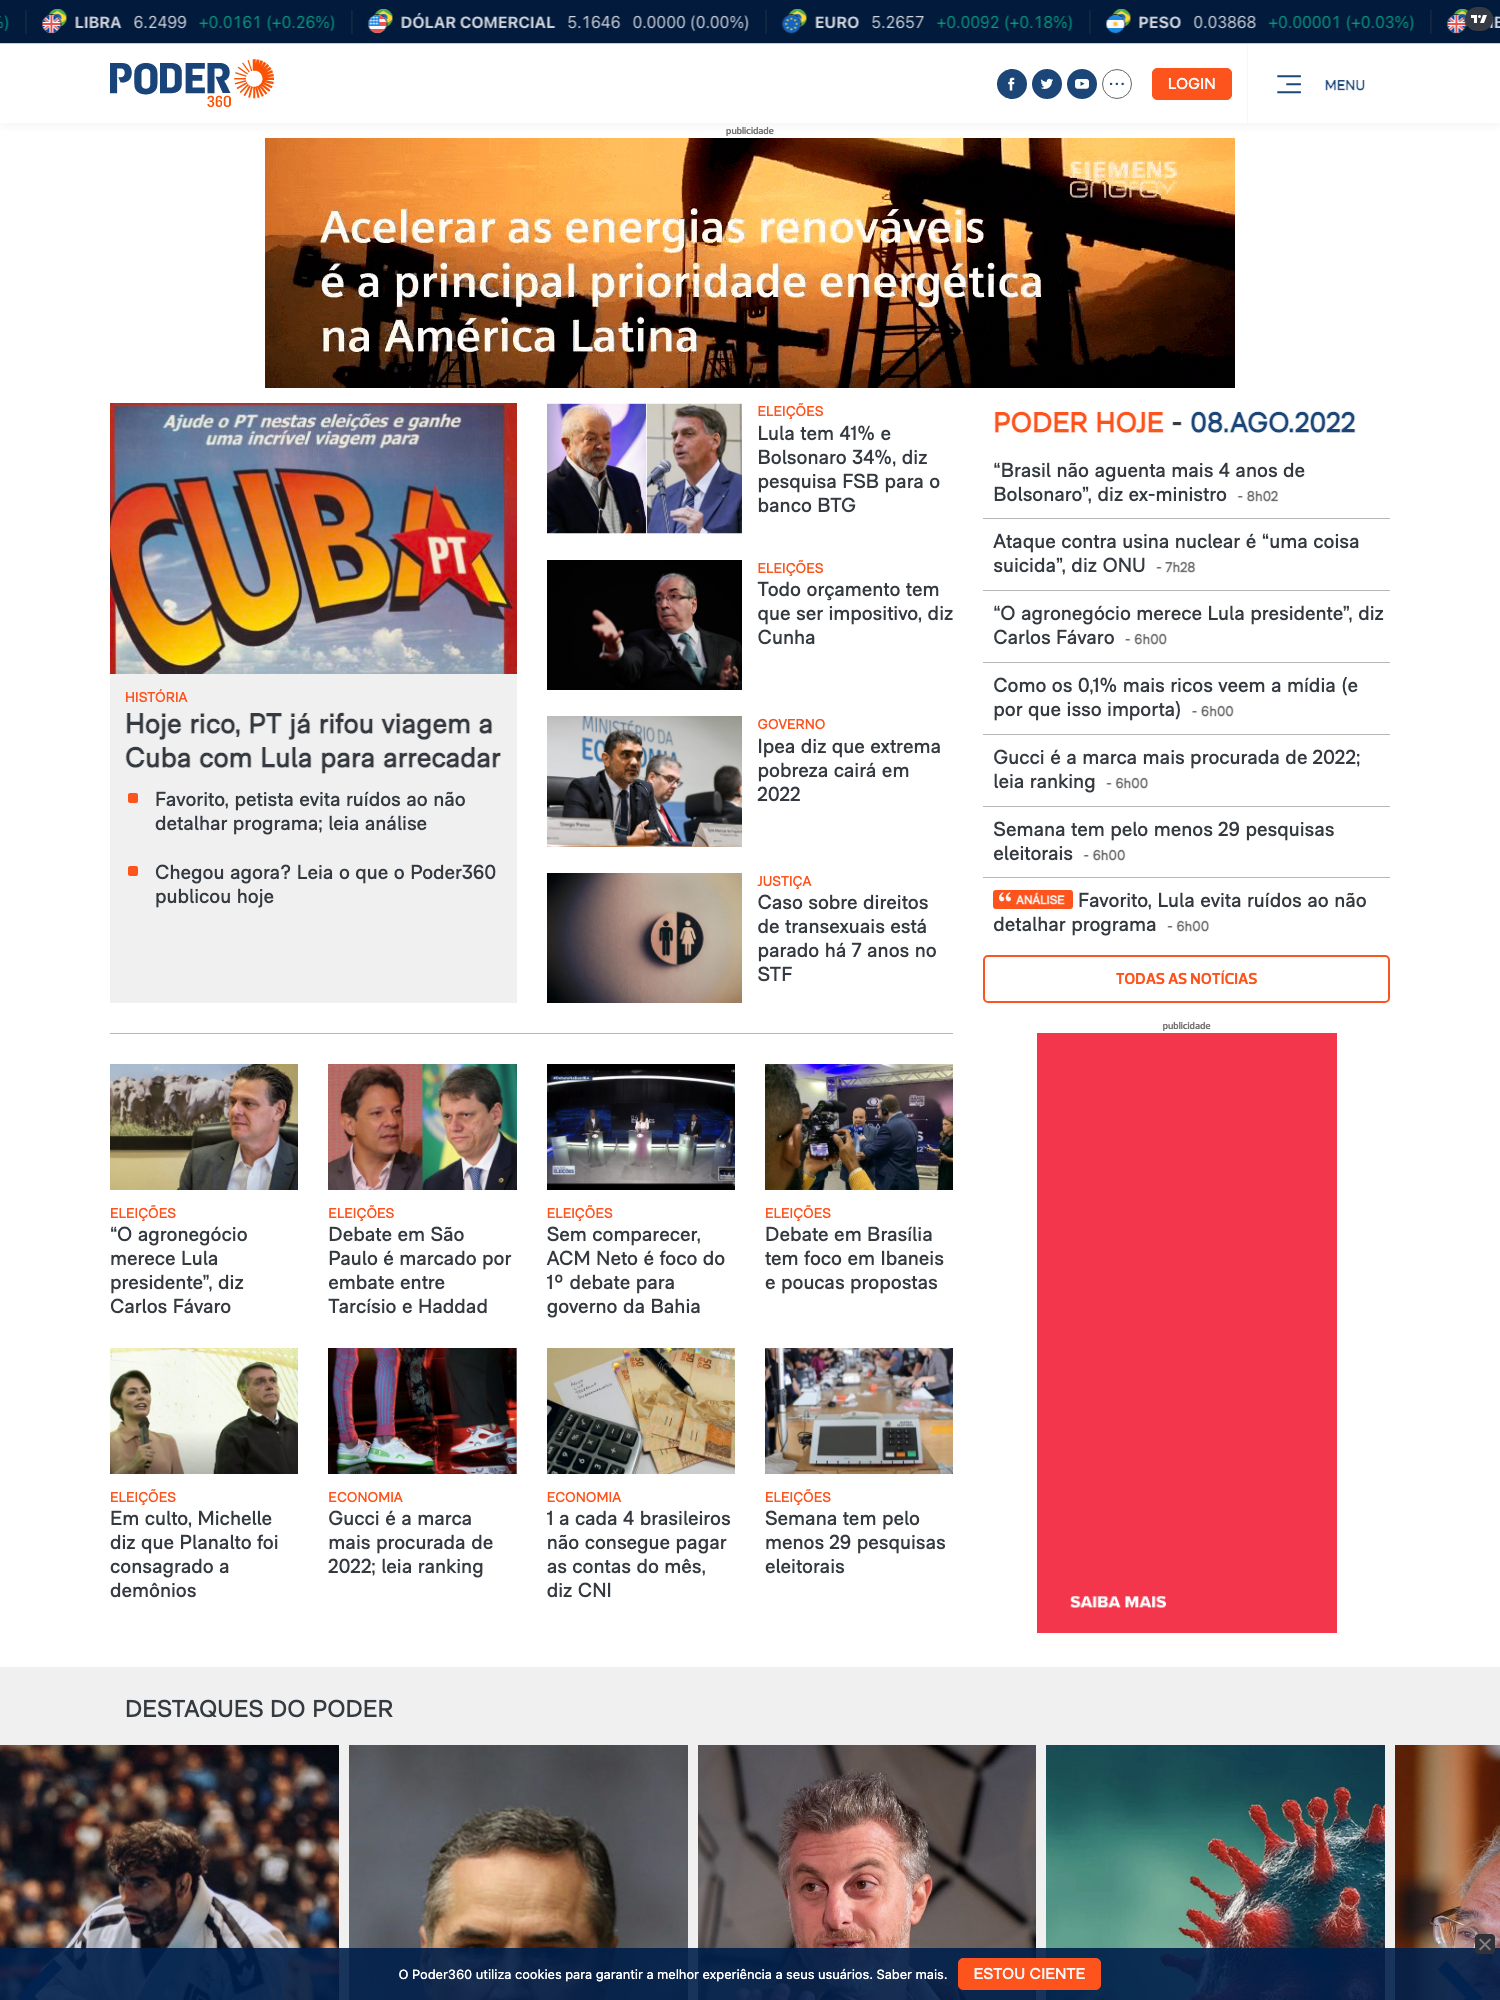 LIBRA 6.2499 +0.0161 (+0.26%)
DÓLAR COMERCIAL 5.1646 0.0000 (0.00%)
EURO 5.2657 +0.0092 (+0.18%)
PESO 0.03868 +0.00001 (+0.03%)
PODER
360
LOGIN
MENU
publicidade
SIEMENS
energy
Acelerar as energias renováveis
é a principal prioridade energética
na América Latina
Ajude o PT nestas eleições e ganhe
uma incrível viagem para
CUBA
PT
HISTÓRIA
Hoje rico, PT já rifou viagem a
Cuba com Lula para arrecadar
Favorito, petista evita ruídos ao não
detalhar programa; leia análise
Chegou agora? Leia o que o Poder360
publicou hoje
ELEIÇÕES
Lula tem 41% e
Bolsonaro 34%, diz
pesquisa FSB para o
banco BTG
ELEIÇÕES
Todo orçamento tem
que ser impositivo, diz
Cunha
MINISTÉRIO DA
GOVERNO
Ipea diz que extrema
pobreza cairá em
2022
JUSTIÇA
Caso sobre direitos
de transexuais está
parado há 7 anos no
STF
PODER HOJE - 08.AGO.2022
“Brasil não aguenta mais 4 anos de
Bolsonaro”, diz ex-ministro - 8h02
Ataque contra usina nuclear é “uma coisa
suicida”, diz ONU - 7h28
“O agronegócio merece Lula presidente”, diz
Carlos Fávaro - 6h00
Como os 0,1% mais ricos veem a mídia (e
por que isso importa) - 6h00
Gucci é a marca mais procurada de 2022;
leia ranking - 6h00
Semana tem pelo menos 29 pesquisas
eleitorais - 6h00
“ ANÁLISE Favorito, Lula evita ruídos ao não
detalhar programa - 6h00
TODAS AS NOTÍCIAS
publicidade
SAIBA MAIS
ELEIÇÕES
“O agronegócio
merece Lula
presidente”, diz
Carlos Fávaro
ELEIÇÕES
Debate em São
Paulo é marcado por
embate entre
Tarcísio e Haddad
ELEIÇÕES
Sem comparecer,
ACM Neto é foco do
1º debate para
governo da Bahia
ELEIÇÕES
Debate em Brasília
tem foco em Ibaneis
e poucas propostas
ELEIÇÕES
Em culto, Michelle
diz que Planalto foi
consagrado a
demônios
ECONOMIA
Gucci é a marca
mais procurada de
2022; leia ranking
ECONOMIA
1 a cada 4 brasileiros
não consegue pagar
as contas do mês,
diz CNI
ELEIÇÕES
Semana tem pelo
menos 29 pesquisas
eleitorais
DESTAQUES DO PODER
O Poder360 utiliza cookies para garantir a melhor experiência a seus usuários. Saber mais.
ESTOU CIENTE